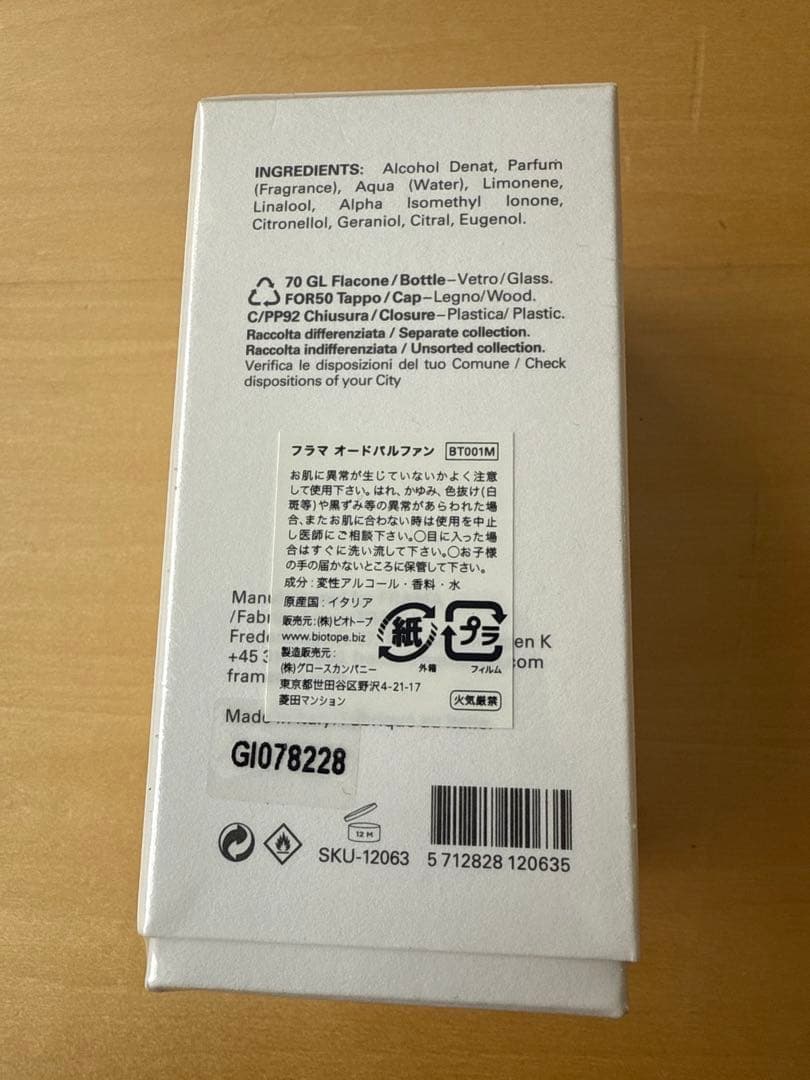 INGREDIENTS: Alcohol Denat, Parfum
(Fragrance), Aqua (Water), Limonene,
Linalool, Alpha Isomethyl Ionone,
Citronellol, Geraniol, Citral, Eugenol.
70 GL Flacone/Bottle–Vetro/Glass.
FOR50 Tappo/Cap–Legno/Wood.
C/PP92 Chiusura/Closure–Plastica/Plastic.
Raccolta differenziata / Separate collection.
Raccolta indifferenziata / Unsorted collection.
Verifica le disposizioni del tuo Comune / Check
dispositions of your City
フラマ オードパルファン BT001M
お肌に異常が生じていないかよく注意
して使用下さい。はれ、かゆみ、色抜け(白
斑等)や黒ずみ等の異常があらわれた場
合、またお肌に合わない時は使用を中止
し医師にご相談下さい。〇目に入った場
合はすぐに洗い流して下さい。〇お子様
の手の届かないところに保管して下さい。
成分:変性アルコール・香料・水
原産国:イタリア
販売元:(株)ビオトープ
www.biotope.biz
製造販売元:
(株)グロースカンパニー
東京都世田谷区野沢4-21-17
菱田マンション
紙 プラ
外箱 フィルム
火気厳禁
/Fab
Frede en K
+45 3 com
fram
Made in Italy
GI078228
12 M
SKU-12063
5 712828 120635